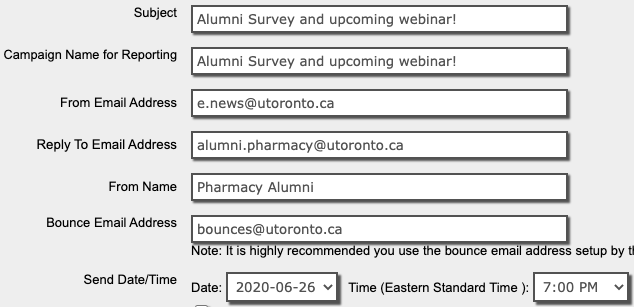 Subject Alumni Survey and upcoming webinar!
Campaign Name for Reporting Alumni Survey and upcoming webinar!
From Email Address e.news@utoronto.ca
Reply To Email Address alumni.pharmacy@utoronto.ca
From Name Pharmacy Alumni
Bounce Email Address bounces@utoronto.ca
Note: It is highly recommended you use the bounce email address setup by
Send Date/Time Date: 2020-06-26 Time (Eastern Standard Time ): 7:00 PM